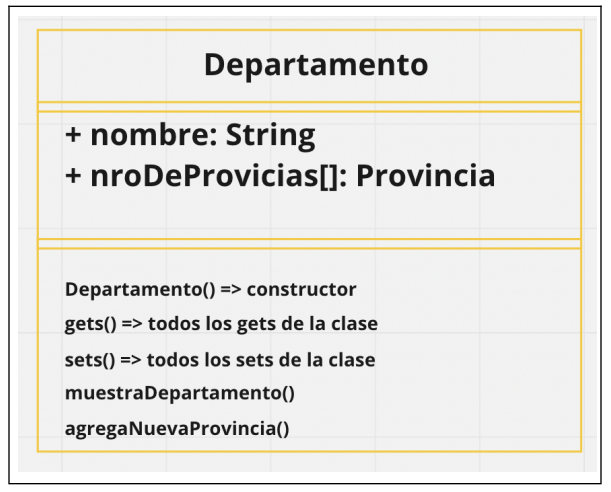 Departamento
+ nombre: String
+ nroDeProvicias[]: Provincia
Departamento() => constructor
gets() => todos los gets de la clase
sets() => todos los sets de la clase
muestraDepartamento()
agregaNuevaProvincia()